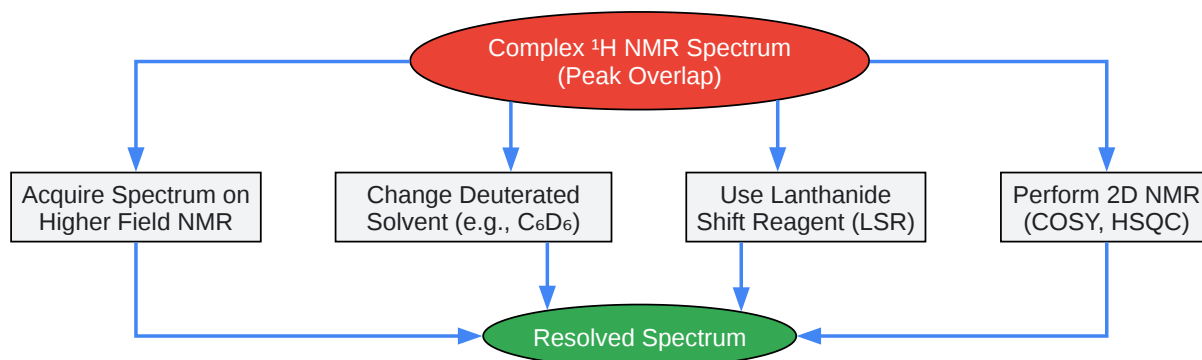 Complex ¹H NMR Spectrum
(Peak Overlap)
Acquire Spectrum on
Higher Field NMR
Change Deuterated
Solvent (e.g., C₆D₆)
Use Lanthanide
Shift Reagent (LSR)
Perform 2D NMR
(COSY, HSQC)
Resolved Spectrum